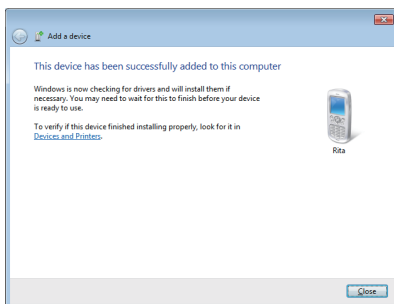 Add a device
This device has been successfully added to this computer
Windows is now checking for drivers and will install them if
necessary. You may need to wait for this to finish before your device
is ready to use.
To verify if this device finished installing properly, look for it in
Devices and Printers.
Rita
Close